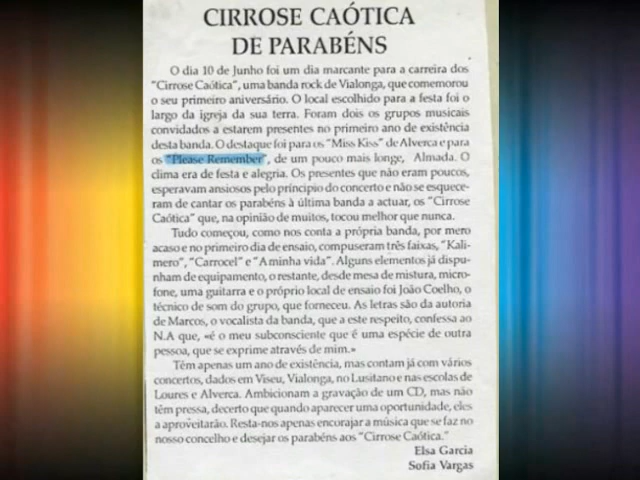 CIRROSE CAÓTICA
DE PARABÉNS
O dia 10 de Junho foi um dia marcante para a carreira dos
"Cirrose Caótica", uma banda rock de Vialonga, que comemorou
o seu primeiro aniversário. O local escolhido para a festa foi o
largo da igreja da sua terra. Foram dois os grupos musicais
convidados a estarem presentes no primeiro ano de existência
desta banda. O destaque foi para os "Miss Kiss" de Alverca e para
os "Please Remember", de um pouco mais longe, Almada. O
clima era de festa e alegria. Os presentes que não eram poucos,
esperavam ansiosos pelo princípio do concerto e não se esquece-
ram de cantar os parabéns à última banda a actuar, os "Cirrose
Caótica" que, na opinião de muitos, tocou melhor que nunca.
Tudo começou, como nos conta a própria banda, por mero
acaso e no primeiro dia de ensaio, compuseram três faixas, "Kali-
mero", "Carrocel" e "A minha vida". Alguns elementos já dispu-
nham de equipamento, o restante, desde mesa de mistura, micro-
fone, uma guitarra e o próprio local de ensaio foi João Coelho, o
técnico de som do grupo, que forneceu. As letras são da autoria
de Marcos, o vocalista da banda, que a este respeito, confessa ao
N.A que, «é o meu subconsciente que é uma espécie de outra
pessoa, que se exprime através de mim.»
Têm apenas um ano de existência, mas contam já com vários
concertos, dados em Viseu, Vialonga, no Lusitano e nas escolas de
Loures e Alverca. Ambicionam a gravação de um CD, mas não
têm pressa, decerto que quando aparecer uma oportunidade, eles
a aproveitarão. Resta-nos apenas encorajar a música que se faz no
nosso concelho e desejar os parabéns aos "Cirrose Caótica."
Elsa Garcia
Sofia Vargas